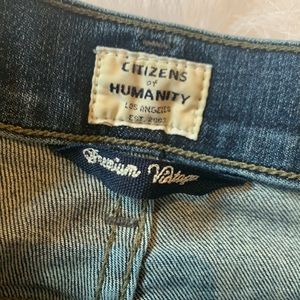 CITIZENS
of
HUMANITY
LOS ANGELES
EST. 2003
Premium Vintage